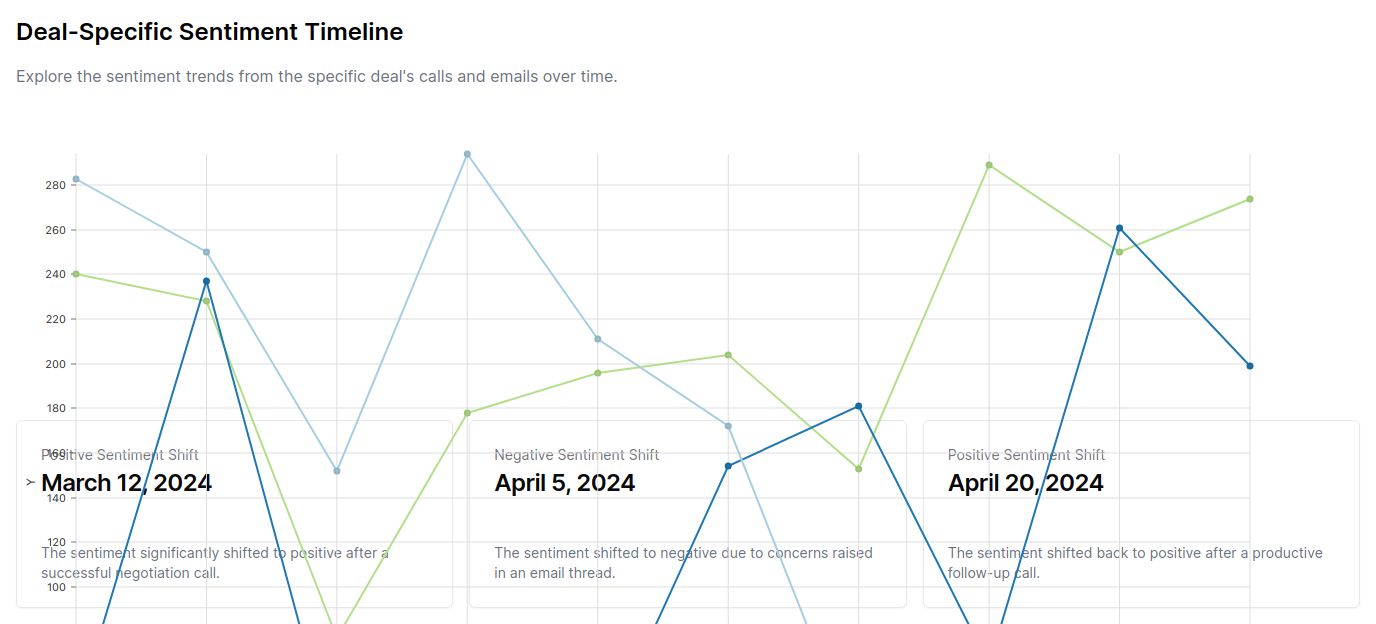 Deal-Specific Sentiment Timeline
Explore the sentiment trends from the specific deal's calls and emails over time.
280
260
240
220
200
180
160
140
120
100
Y
Positive Sentiment Shift
March 12, 2024
The sentiment significantly shifted to positive after a
successful negotiation call.
Negative Sentiment Shift
April 5, 2024
The sentiment shifted to negative due to concerns raised
in an email thread.
Positive Sentiment Shift
April 20, 2024
The sentiment shifted back to positive after a productive
follow-up call.